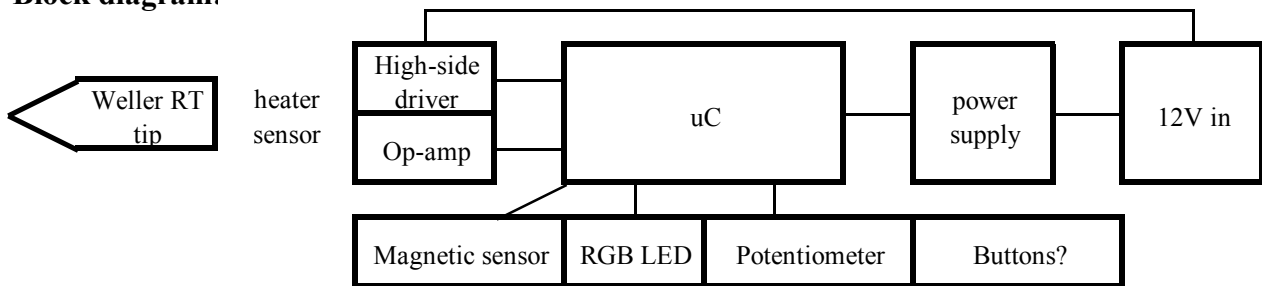 Block diagram:
High-side
driver
Weller RT
tip
heater
sensor
Op-amp
uC
power
supply
12V in
Magnetic sensor
RGB LED
Potentiometer
Buttons?